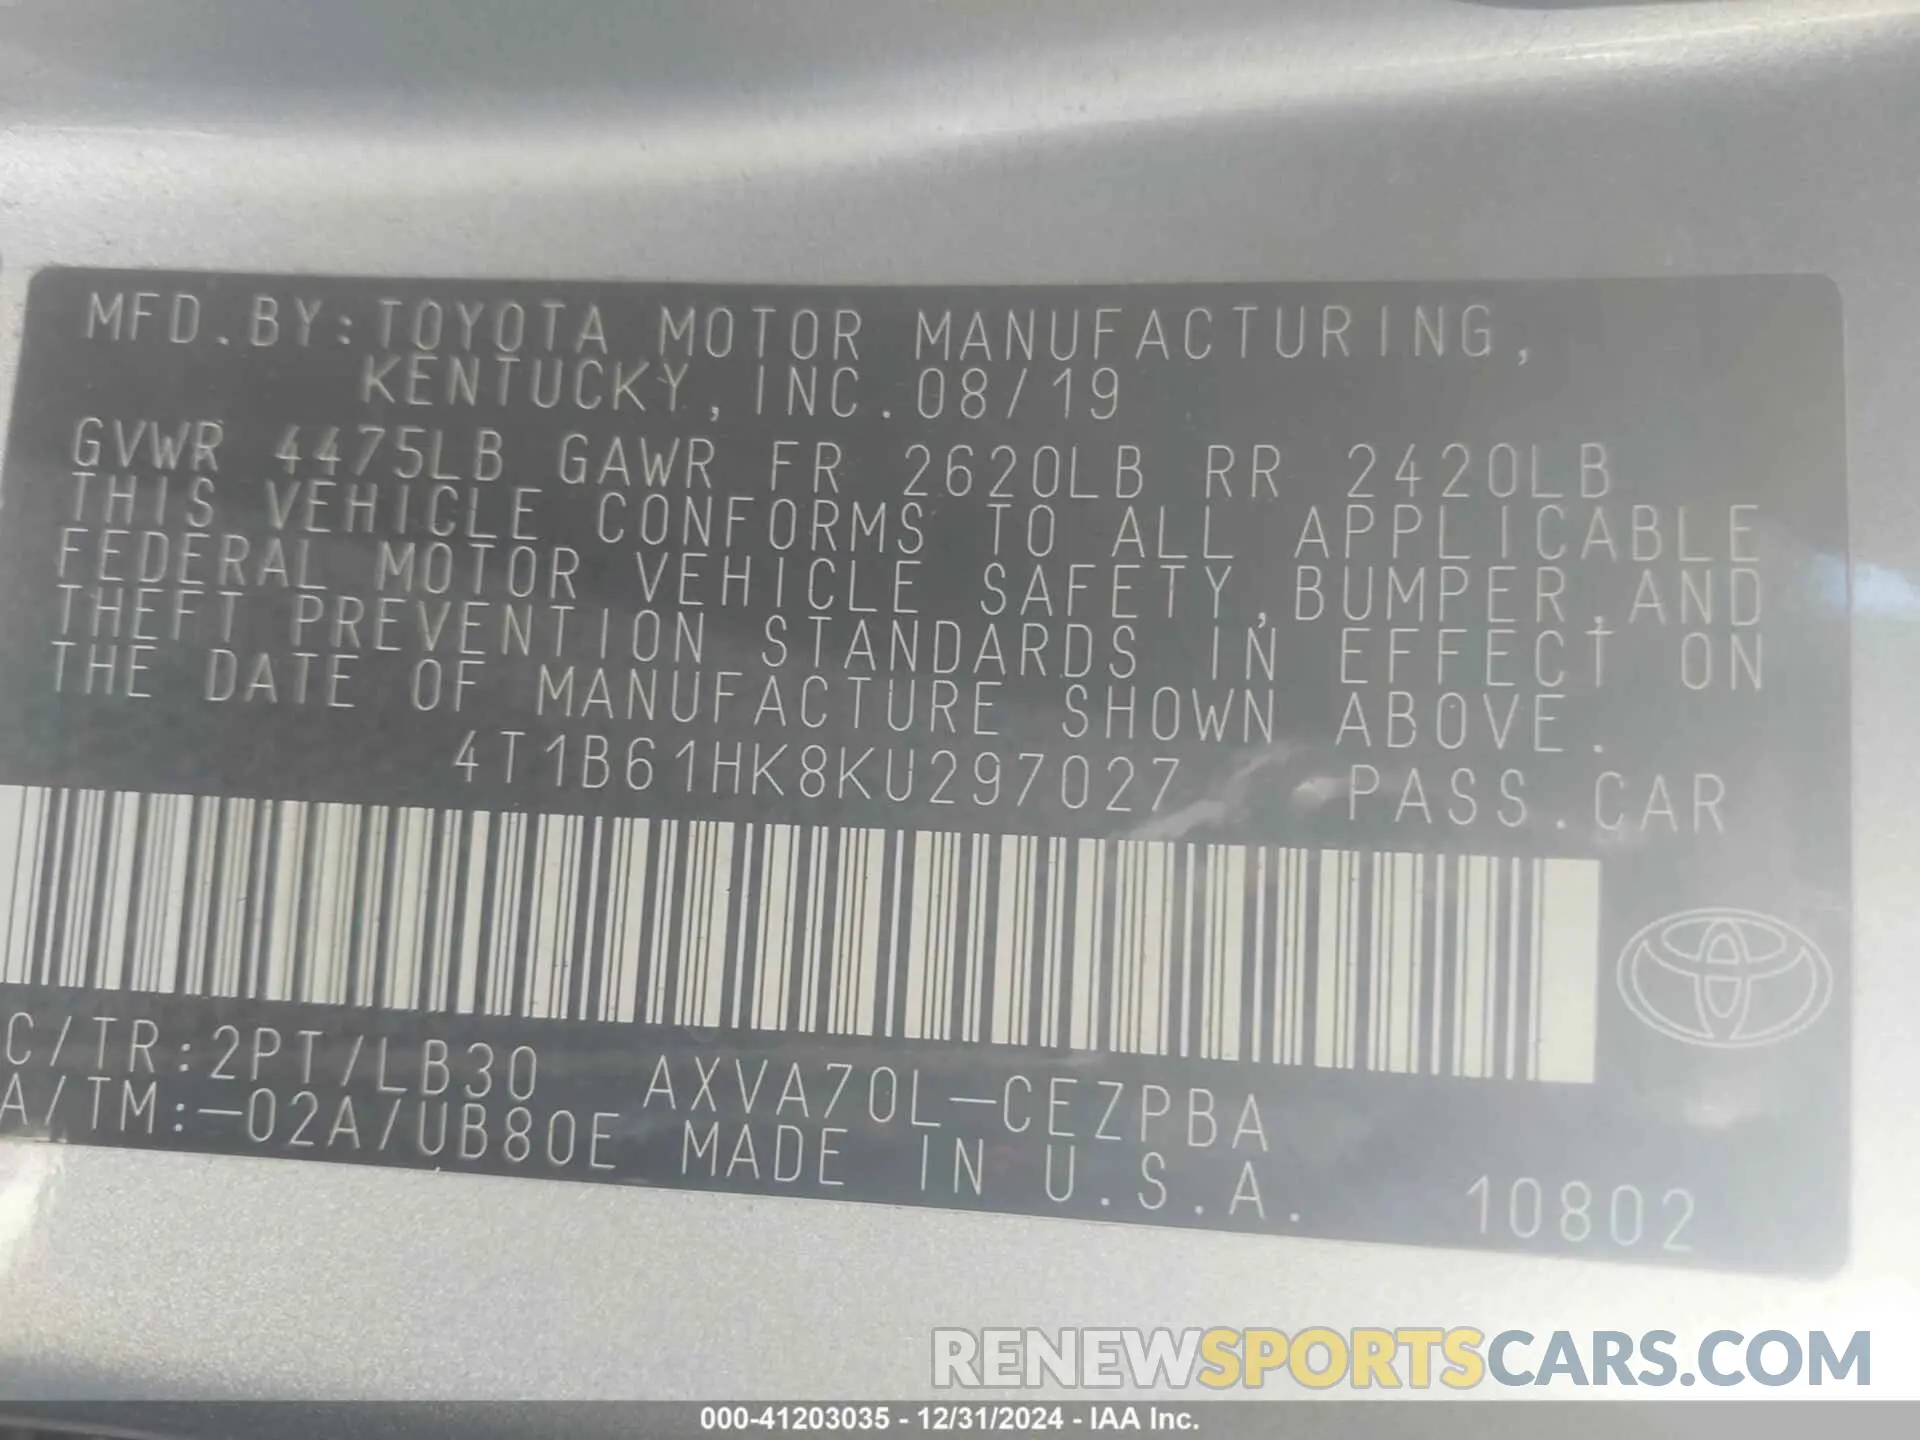 MFD.BY:TOYOTA MOTOR MANUFACTURING,
KENTUCKY, INC.08/19
GVWR 4475LB GAWR FR 2620LB RR 2420LB
THIS VEHICLE CONFORMS TO ALL APPLICABLE
FEDERAL MOTOR VEHICLE SAFETY,BUMPER,AND
THEFT PREVENTION STANDARDS IN EFFECT ON
THE DATE OF MANUFACTURE SHOWN ABOVE.
4T1B61HK8KU297027 PASS.CAR
C/TR:2PT/LB30 AXVA70L-CEZPBA
A/TM:-02A/UB80E MADE IN U.S.A. 10802
RENEWSPORTSCARS.COM
000-41203035 - 12/31/2024 - IAA Inc.